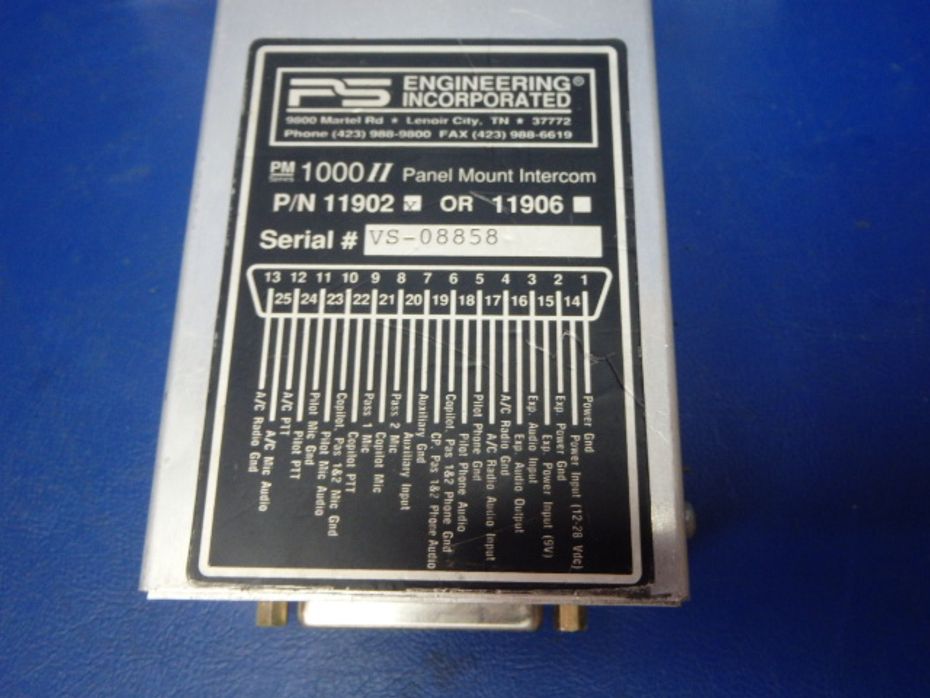 PS ENGINEERING®
INCORPORATED
9800 Martel Rd ★ Lenoir City, TN ★ 37772
Phone (423) 988-9800 FAX (423) 988-6619
PM Series 1000 II Panel Mount Intercom
P/N 11902 x OR 11906
Serial # VS-08858
13 12 11 10 9 8 7 6 5 4 3 2 1
25 24 23 22 21 20 19 18 17 16 15 14
Power Gnd
Power Input (12-28 Vdc)
Exp. Power Gnd
Exp. Power Input (9V)
Exp. Audio Input
Exp. Audio Output
A/C Radio Gnd
A/C Radio Audio Input
Pilot Phone Gnd
Pilot Phone Audio
Copilot, Pas 1&2 Phone Gnd
CP, Pas 1&2 Phone Audio
Auxiliary Gnd
Auxiliary Input
Pass 2 Mic
Copilot Mic
Pass 1 Mic
Copilot PTT
Copilot, Pas 1&2 Mic Gnd
Pilot Mic Audio
Pilot Mic Gnd
Pilot PTT
A/C PTT
A/C Mic Audio
A/C Radio Gnd